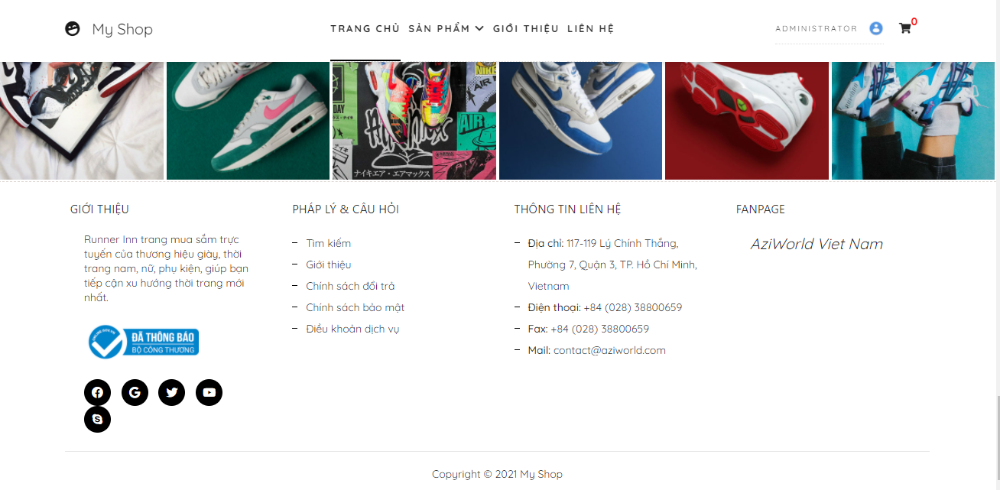 My Shop
TRANG CHỦ SẢN PHẨM GIỚI THIỆU LIÊN HỆ
ADMINISTRATOR
0
NIKE
AIR
DAY
AIR
ナイキエア・エアマックス
GIỚI THIỆU
Runner Inn trang mua sắm trực
tuyến của thương hiệu giày, thời
trang nam, nữ, phụ kiện, giúp bạn
tiếp cận xu hướng thời trang mới
nhất.
ONLINE.GOV.VN
ĐÃ THÔNG BÁO
BỘ CÔNG THƯƠNG
PHÁP LÝ & CÂU HỎI
Tìm kiếm
Giới thiệu
Chính sách đổi trả
Chính sách bảo mật
Điều khoản dịch vụ
THÔNG TIN LIÊN HỆ
Địa chỉ: 117-119 Lý Chính Thắng,
Phường 7, Quận 3, TP. Hồ Chí Minh,
Vietnam
Điện thoại: +84 (028) 38800659
Fax: +84 (028) 38800659
Mail: contact@aziworld.com
FANPAGE
AziWorld Viet Nam
Copyright © 2021 My Shop